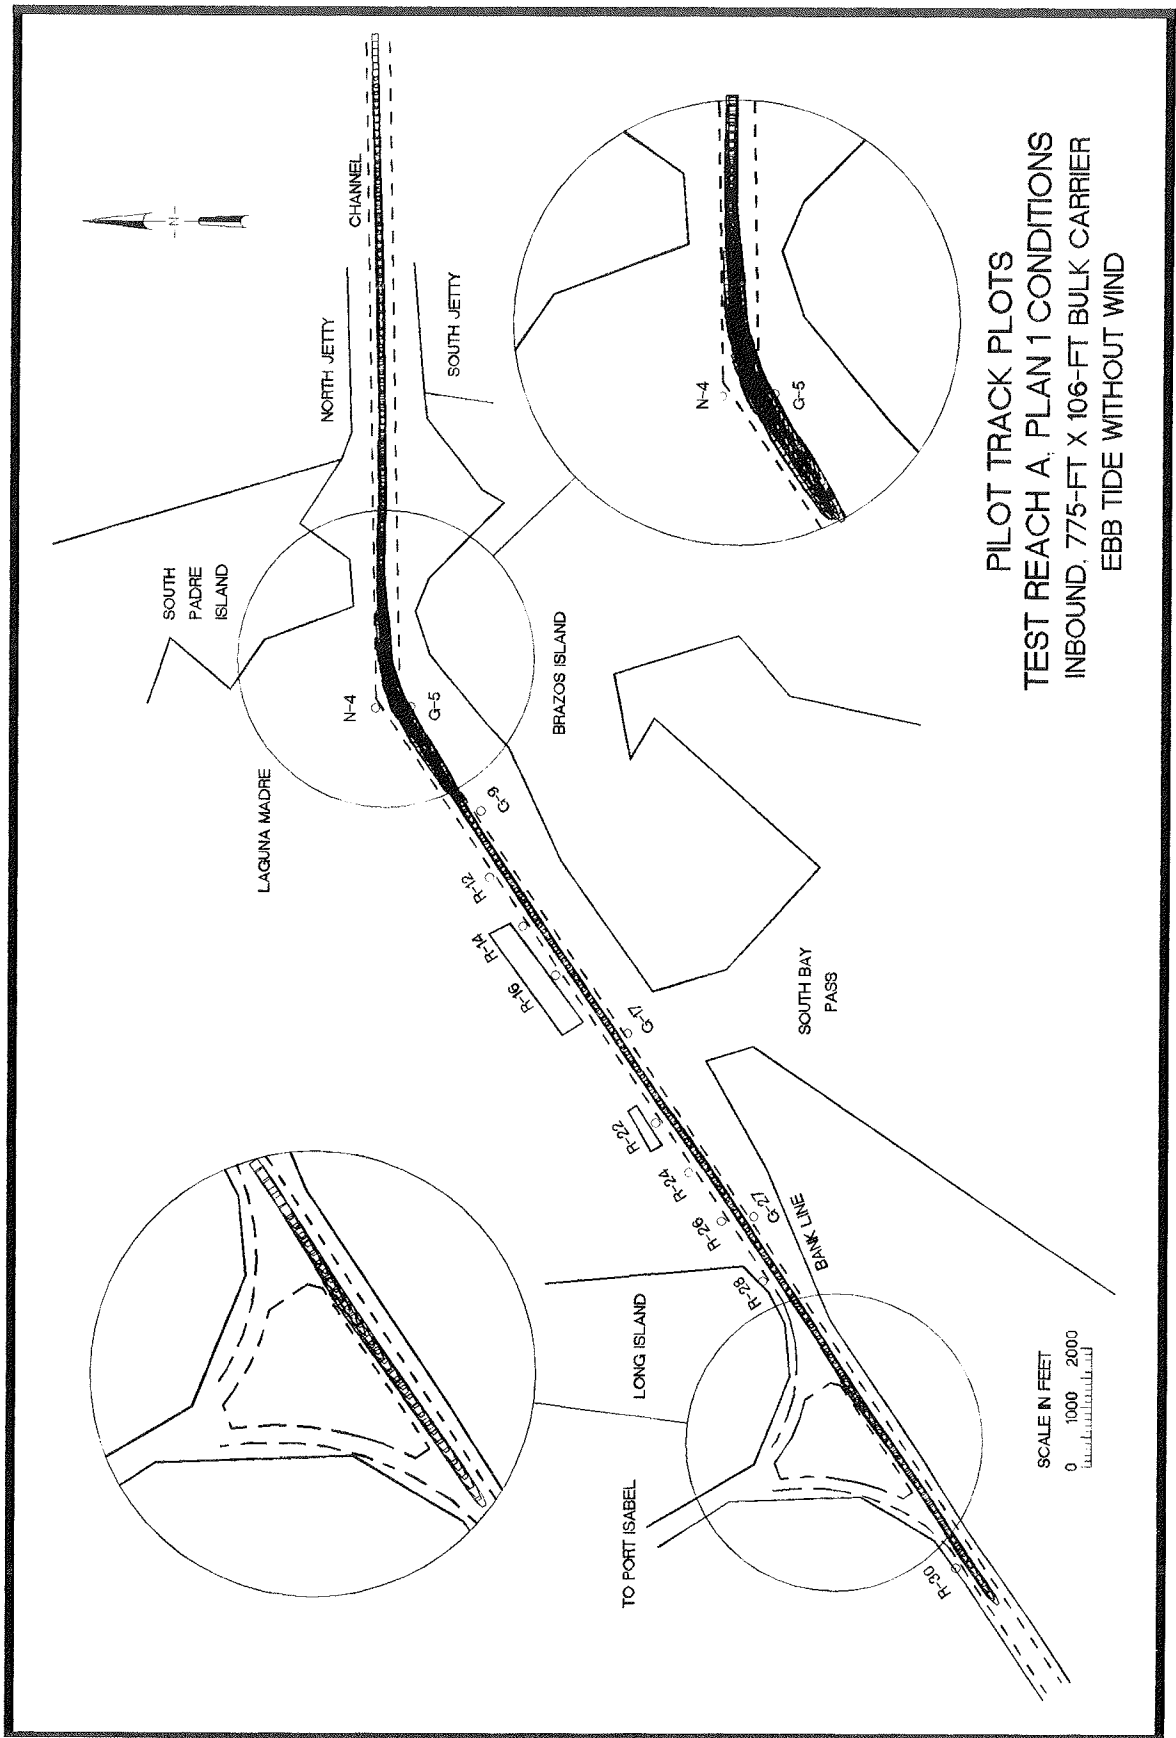 -N-
CHANNEL
NORTH JETTY
SOUTH JETTY
SOUTH
PADRE
ISLAND
N-4
G-5
LAGUNA MADRE
BRAZOS ISLAND
G-9
R-12
R-14
R-16
G-17
SOUTH BAY
PASS
R-22
R-24
R-26
G-27
BANK LINE
R-28
LONG ISLAND
TO PORT ISABEL
R-30
SCALE IN FEET
0 1000 2000
N-4
G-5
PILOT TRACK PLOTS
TEST REACH A, PLAN 1 CONDITIONS
INBOUND, 775-FT X 106-FT BULK CARRIER
EBB TIDE WITHOUT WIND